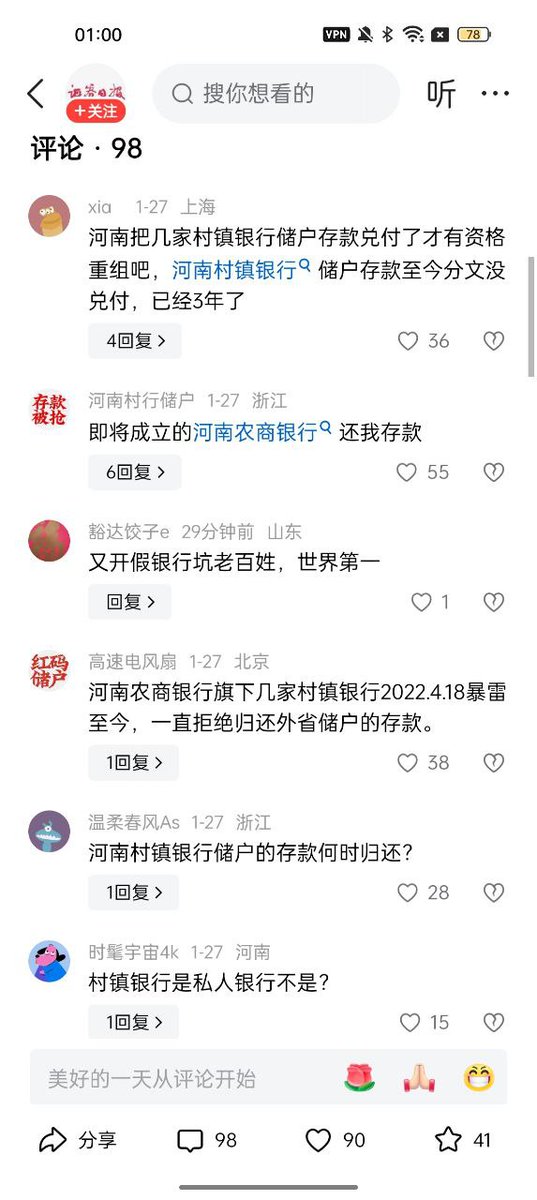 01:00
VPN
78
证券日报
+关注
搜你想看的
听
评论 · 98
xia 1-27 上海
河南把几家村镇银行储户存款兑付了才有资格
重组吧，河南村镇银行 储户存款至今分文没
兑付，已经3年了
4回复
36
存款
被抢
河南村行储户 1-27 浙江
即将成立的河南农商银行 还我存款
6回复
55
豁达饺子e 29分钟前 山东
又开假银行坑老百姓，世界第一
回复
1
红码
储户
高速电风扇 1-27 北京
河南农商银行旗下几家村镇银行2022.4.18暴雷
至今，一直拒绝归还外省储户的存款。
1回复
38
温柔春风As 1-27 浙江
河南村镇银行储户的存款何时归还？
1回复
28
时髦宇宙4k 1-27 河南
村镇银行是私人银行不是？
1回复
15
美好的一天从评论开始
分享
98
90
41